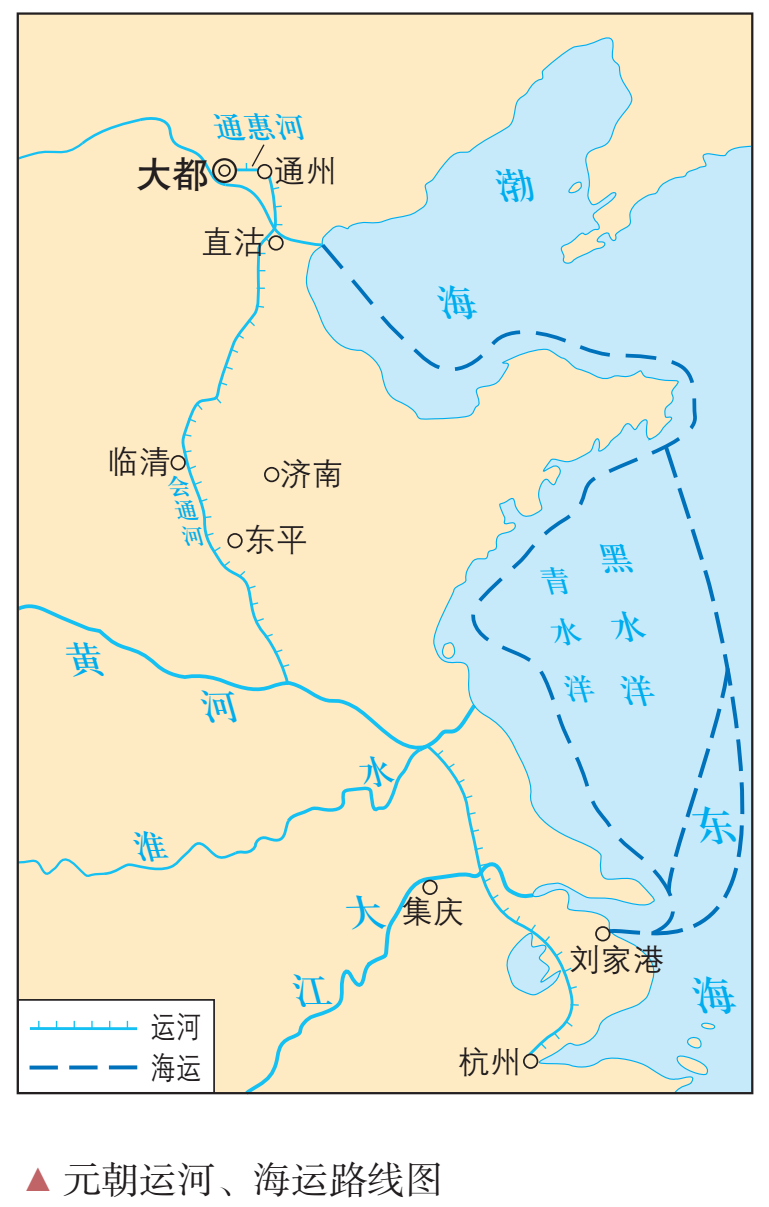 通惠河
大都
通州
直沽
渤
海
临清
济南
会通河
东平
青水洋
黑水洋
黄河
淮水
东海
大江
集庆
刘家港
杭州
运河
海运
▲ 元朝运河、海运路线图